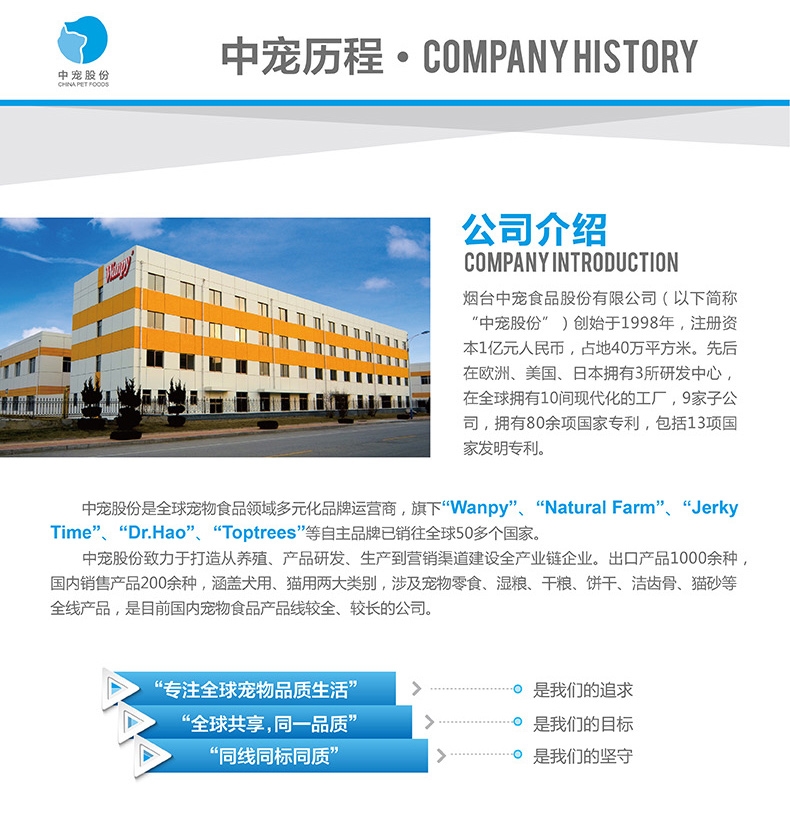 中宠股份
CHINA PET FOODS
中宠历程·COMPANY HISTORY
Wanpy
公司介绍
COMPANY INTRODUCTION
烟台中宠食品股份有限公司（以下简称
“中宠股份”）创始于1998年，注册资
本1亿元人民币，占地40万平方米。先后
在欧洲、美国、日本拥有3所研发中心，
在全球拥有10间现代化的工厂，9家子公
司，拥有80余项国家专利，包括13项国
家发明专利。
中宠股份是全球宠物食品领域多元化品牌运营商，旗下“Wanpy”、“Natural Farm”、“Jerky
Time”、“Dr.Hao”、“Toptrees”等自主品牌已销往全球50多个国家。
中宠股份致力于打造从养殖、产品研发、生产到营销渠道建设全产业链企业。出口产品1000余种，
国内销售产品200余种，涵盖犬用、猫用两大类别，涉及宠物零食、湿粮、干粮、饼干、洁齿骨、猫砂等
全线产品，是目前国内宠物食品产品线较全、较长的公司。
“专注全球宠物品质生活” 是我们的追求
“全球共享，同一品质” 是我们的目标
“同线同标同质” 是我们的坚守